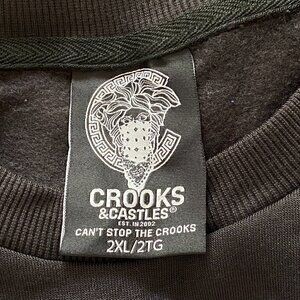 CROOKS
&CASTLES®
EST. IN 2002
CAN'T STOP THE CROOKS
2XL/2TG